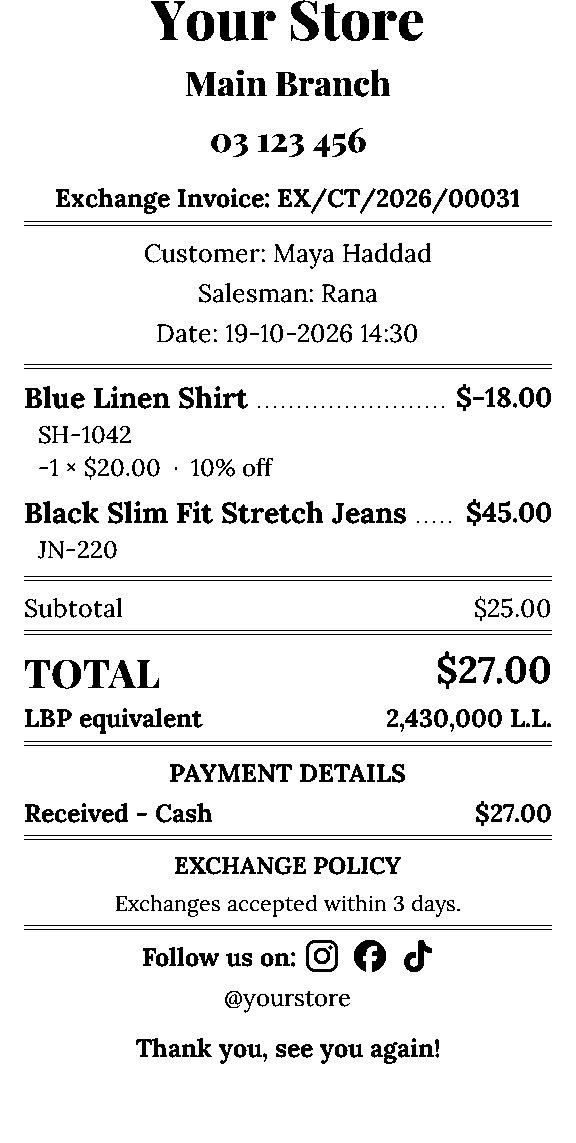 Your Store
Main Branch
03 123 456
Exchange Invoice: EX/CT/2026/00031
Customer: Maya Haddad
Salesman: Rana
Date: 19-10-2026 14:30
Blue Linen Shirt ........................ $-18.00
SH-1042
-1 × $20.00 · 10% off
Black Slim Fit Stretch Jeans ..... $45.00
JN-220
Subtotal $25.00
TOTAL $27.00
LBP equivalent 2,430,000 L.L.
PAYMENT DETAILS
Received - Cash $27.00
EXCHANGE POLICY
Exchanges accepted within 3 days.
Follow us on:
@yourstore
Thank you, see you again!